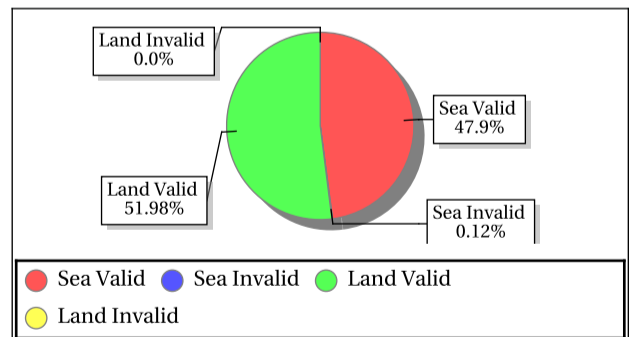 Land Invalid
0.0%
Sea Valid
47.9%
Land Valid
51.98%
Sea Invalid
0.12%
Sea Valid
Sea Invalid
Land Valid
Land Invalid